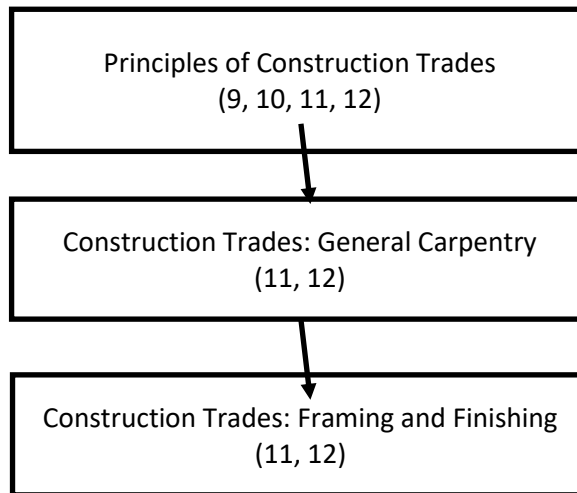 Principles of Construction Trades
(9, 10, 11, 12)
Construction Trades: General Carpentry
(11, 12)
Construction Trades: Framing and Finishing
(11, 12)